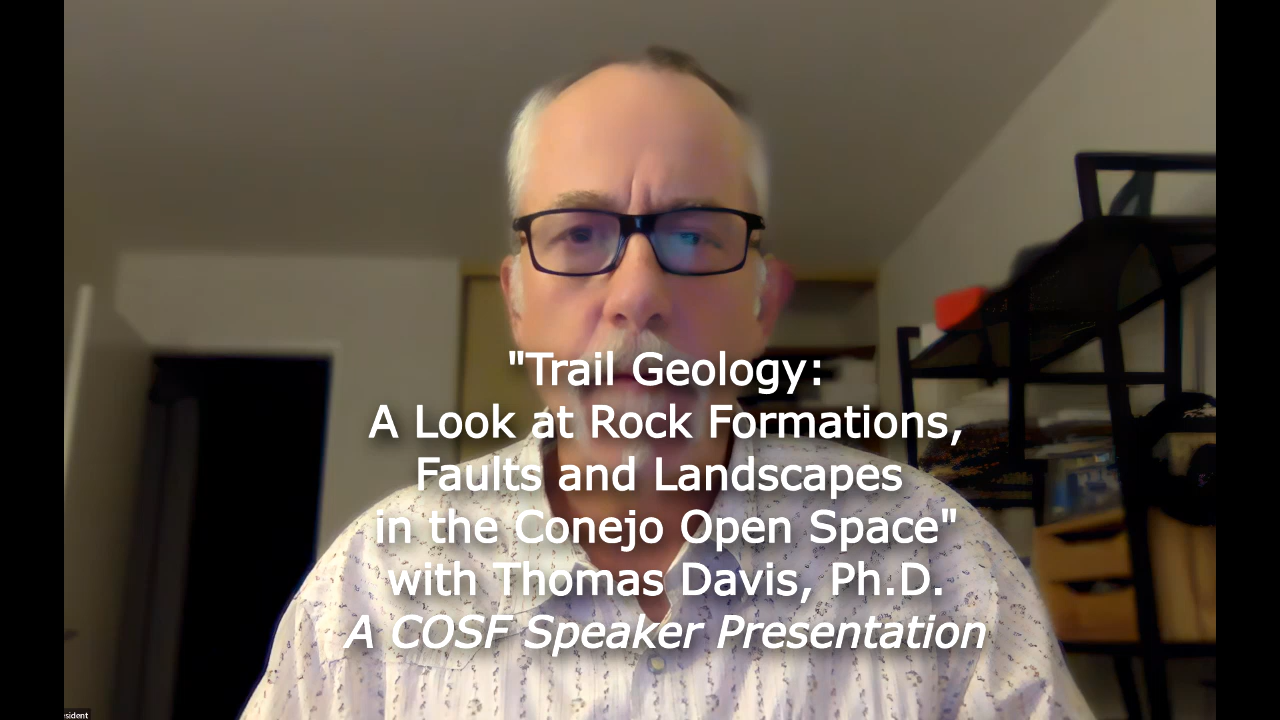 "Trail Geology:
A Look at Rock Formations,
Faults and Landscapes
in the Conejo Open Space"
with Thomas Davis, Ph.D.
A COSF Speaker Presentation